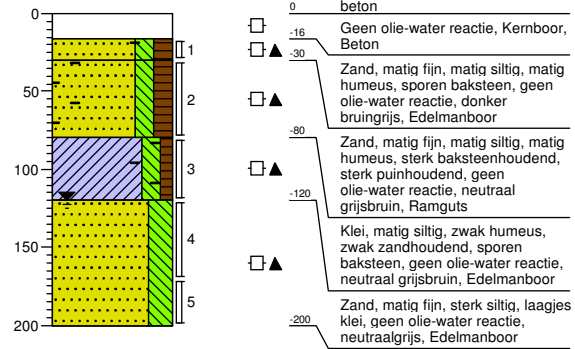 0
50
100
150
200
1
2
3
4
5
0
beton
-16
Geen olie-water reactie, Kernboor,
Beton
-30
Zand, matig fijn, matig siltig, matig
humeus, sporen baksteen, geen
olie-water reactie, donker
bruingrijs, Edelmanboor
-80
Zand, matig fijn, matig siltig, matig
humeus, sterk baksteenhoudend,
sterk puinhoudend, geen
olie-water reactie, neutraal
grijsbruin, Ramguts
-120
Klei, matig siltig, zwak humeus,
zwak zandhoudend, sporen
baksteen, geen olie-water reactie,
neutraal grijsbruin, Edelmanboor
Zand, matig fijn, sterk siltig, laagjes
klei, geen olie-water reactie,
neutraalgrijs, Edelmanboor
-200